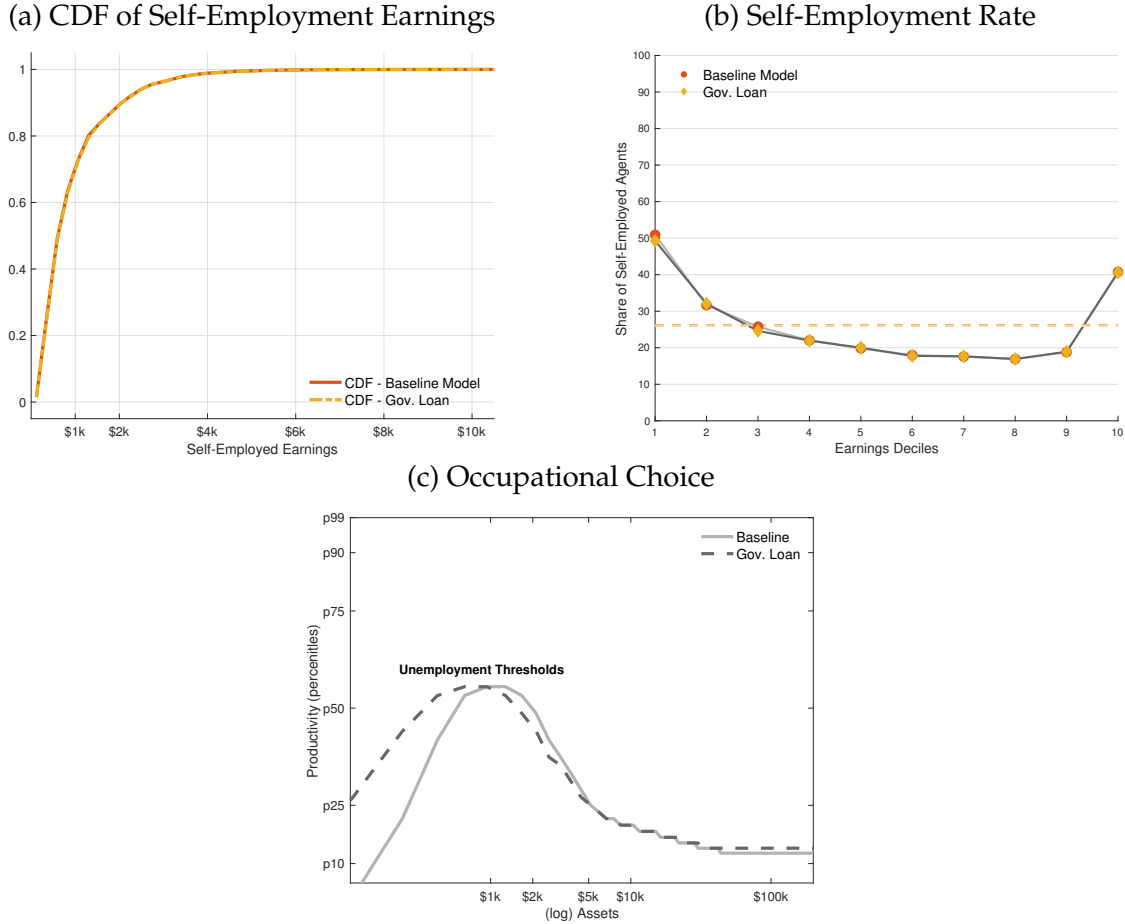 (a) CDF of Self-Employment Earnings
1
0.8
0.6
0.4
0.2
0
CDF - Baseline Model
CDF - Gov. Loan
$1k $2k $4k $6k $8k $10k
Self-Employed Earnings
(b) Self-Employment Rate
100
90
80
70
60
50
40
30
20
10
0
Share of Self-Employed Agents
Baseline Model
Gov. Loan
1 2 3 4 5 6 7 8 9 10
Earnings Deciles
(c) Occupational Choice
p99
p90
p75
p50
p25
p10
Productivity (percenitles)
Baseline
Gov. Loan
Unemployment Thresholds
$1k $2k $5k $10k $100k
(log) Assets